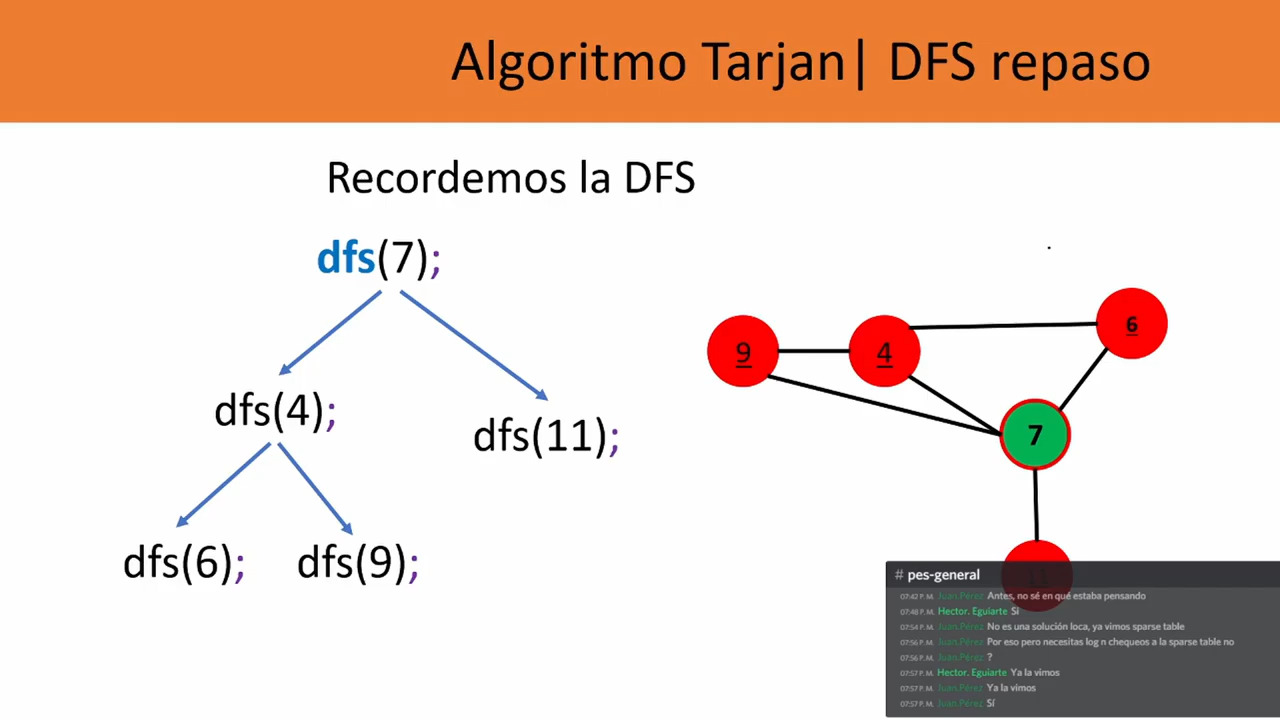 Algoritmo Tarjan| DFS repaso
Recordemos la DFS
dfs(7);
dfs(4);
dfs(11);
dfs(6);
dfs(9);
9
4
6
7
11
# pes-general
07:42 P. M. Juan.Pérez Antes, no sé en qué estaba pensando
07:48 P. M. Hector. Eguiarte Si
07:54 P. M. Juan.Pérez No es una solución loca, ya vimos sparse table
07:56 P. M. Juan.Pérez Por eso pero necesitas log n chequeos a la sparse table no
07:56 P. M. Juan.Pérez ?
07:57 P. M. Hector. Eguiarte Ya la vimos
07:57 P. M. Juan.Pérez Ya la vimos
07:57 P. M. Juan.Pérez Sí